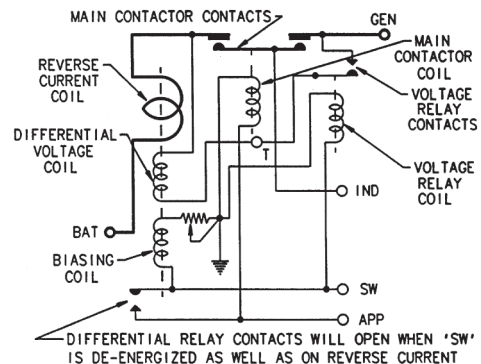 MAIN CONTACTOR CONTACTS
GEN
REVERSE
CURRENT
COIL
MAIN
CONTACTOR
COIL
VOLTAGE
RELAY
CONTACTS
DIFFERENTIAL
VOLTAGE
COIL
T
VOLTAGE
RELAY
COIL
IND
BAT
BIASING
COIL
SW
APP
DIFFERENTIAL RELAY CONTACTS WILL OPEN WHEN 'SW'
IS DE-ENERGIZED AS WELL AS ON REVERSE CURRENT